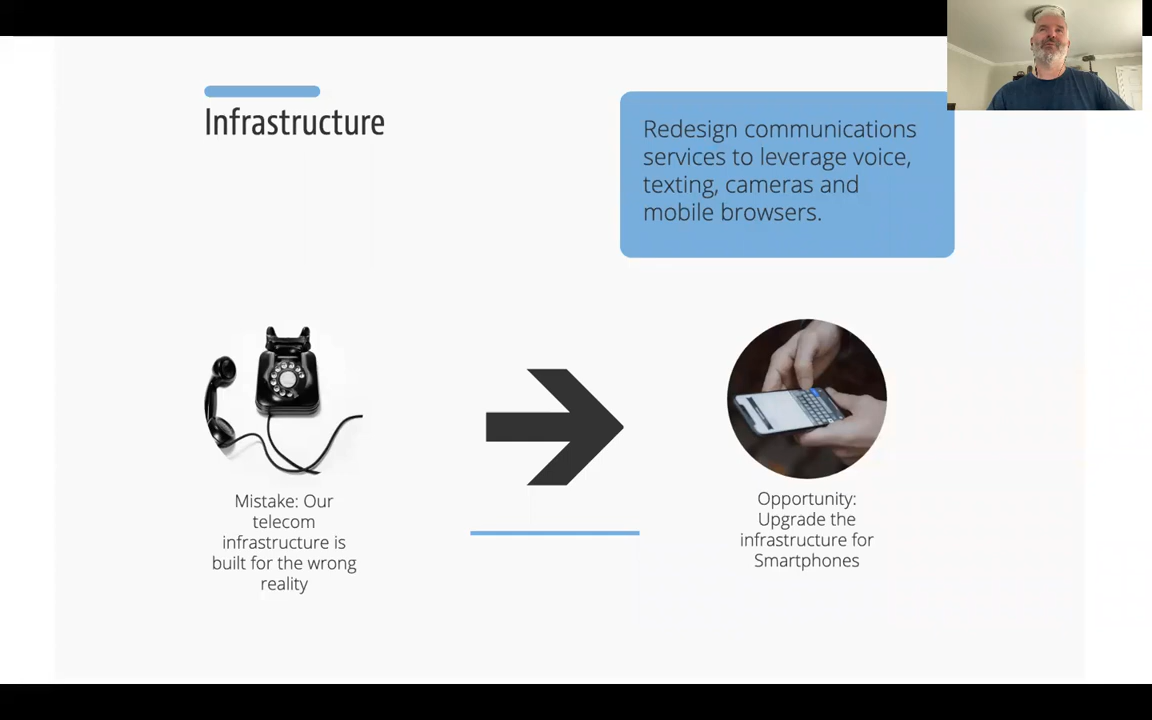 Infrastructure
Redesign communications
services to leverage voice,
texting, cameras and
mobile browsers.
Mistake: Our
telecom
infrastructure is
built for the wrong
reality
Opportunity:
Upgrade the
infrastructure for
Smartphones